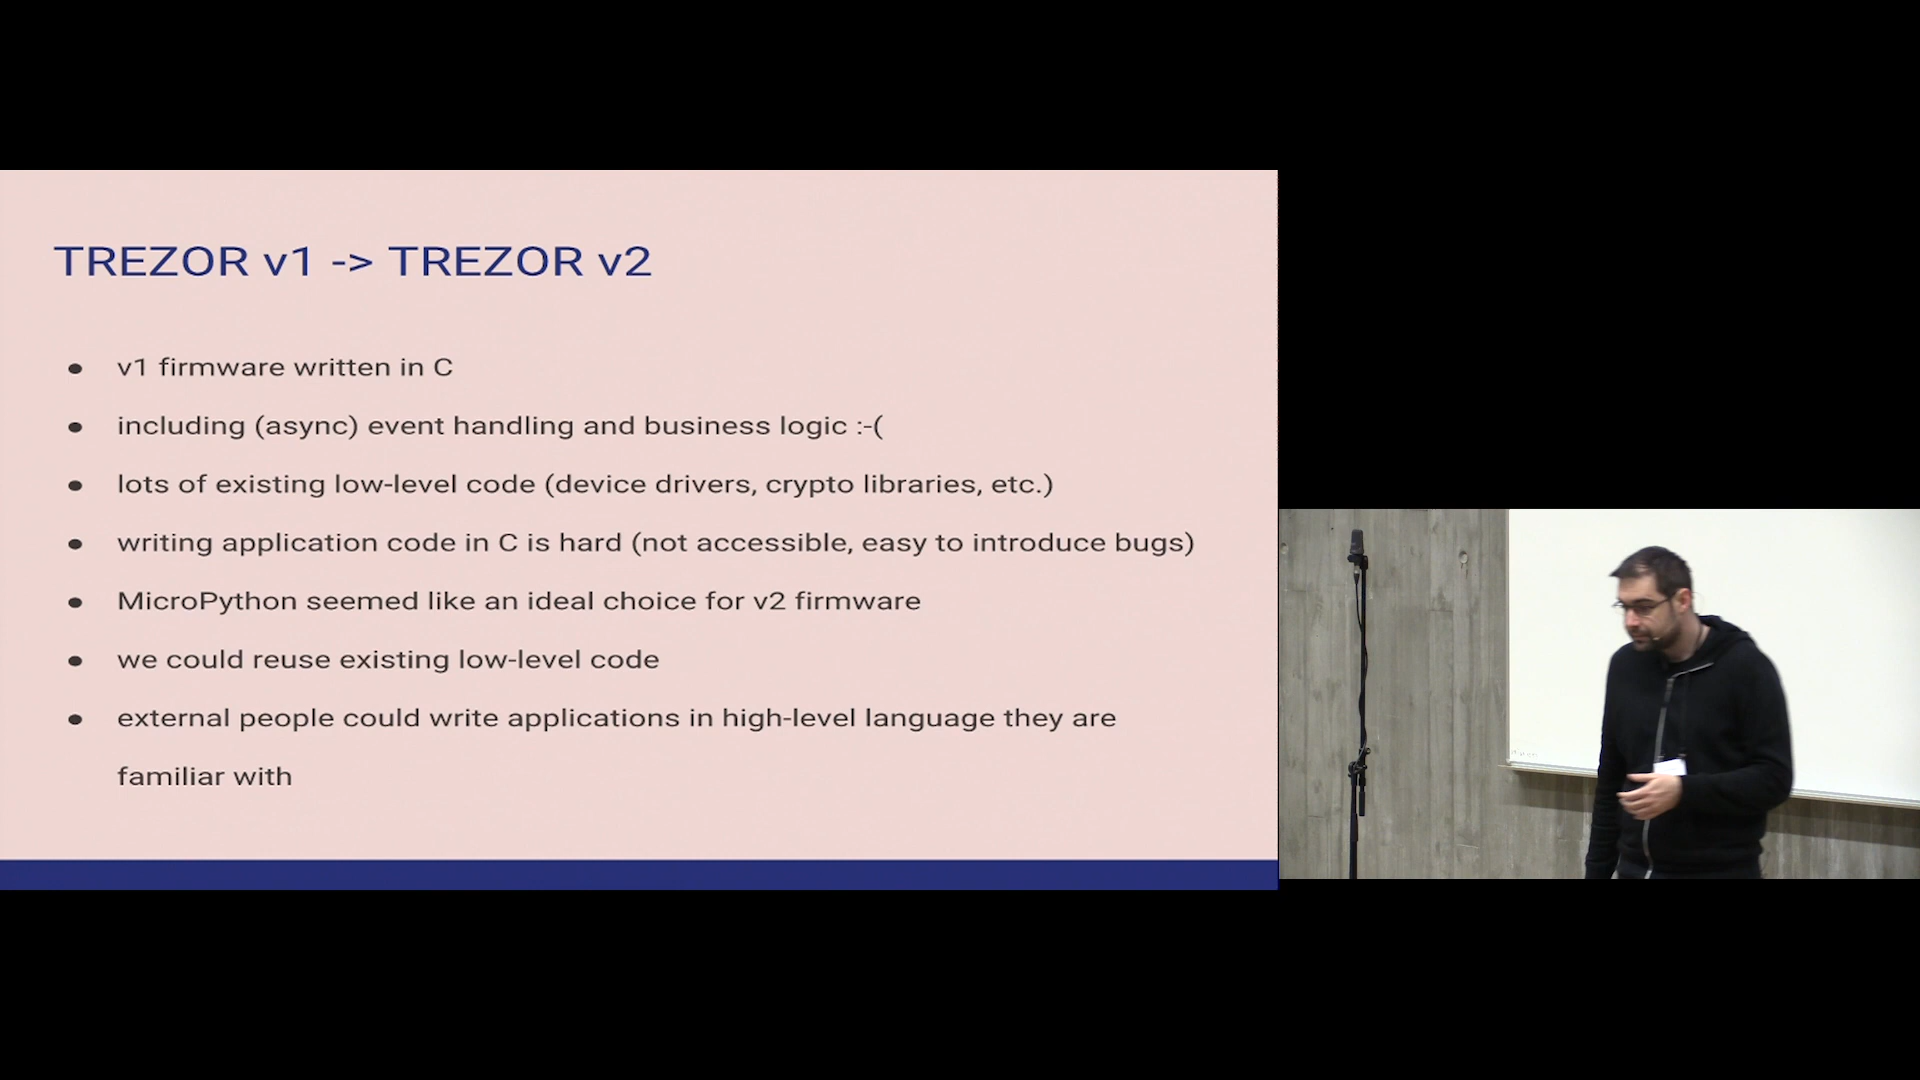 TREZOR v1 -> TREZOR v2
● v1 firmware written in C
● including (async) event handling and business logic :-(
● lots of existing low-level code (device drivers, crypto libraries, etc.)
● writing application code in C is hard (not accessible, easy to introduce bugs)
● MicroPython seemed like an ideal choice for v2 firmware
● we could reuse existing low-level code
● external people could write applications in high-level language they are
familiar with